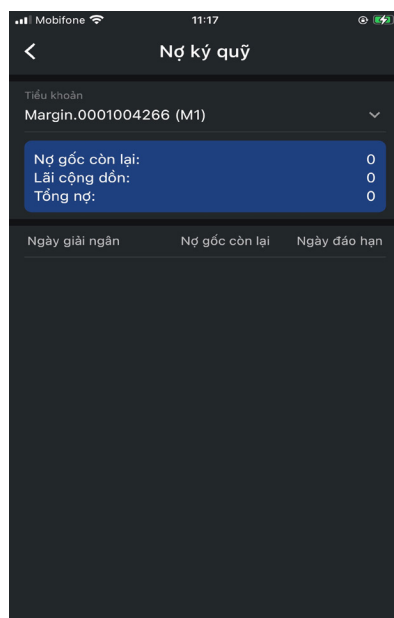 Mobifone 11:17
Nợ ký quỹ
Tiểu khoản
Margin.0001004266 (M1)
Nợ gốc còn lại: 0
Lãi cộng dồn: 0
Tổng nợ: 0
Ngày giải ngân Nợ gốc còn lại Ngày đáo hạn